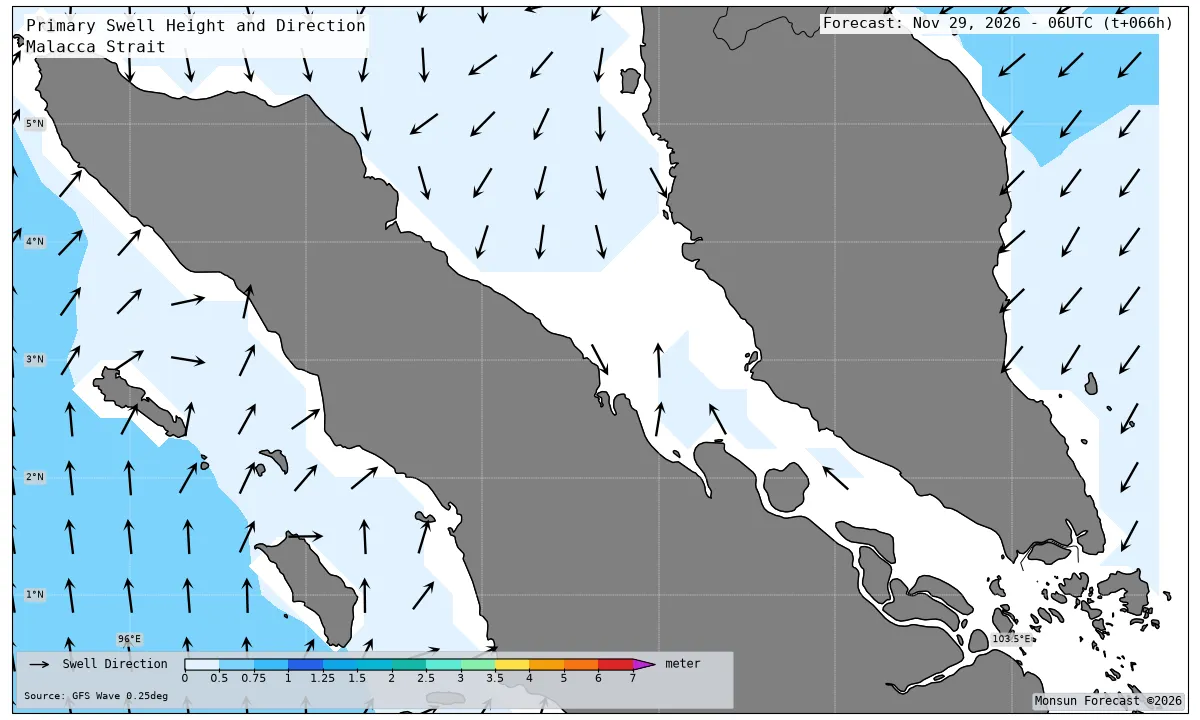 Primary Swell Height and Direction
Malacca Strait
Forecast: Nov 29, 2026 - 06UTC (t+066h)
5°N
4°N
3°N
2°N
1°N
96°E
103.5°E
Swell Direction
meter
0 0.5 0.75 1 1.25 1.5 2 2.5 3 3.5 4 5 6 7
Source: GFS Wave 0.25deg
Monsun Forecast ©2026